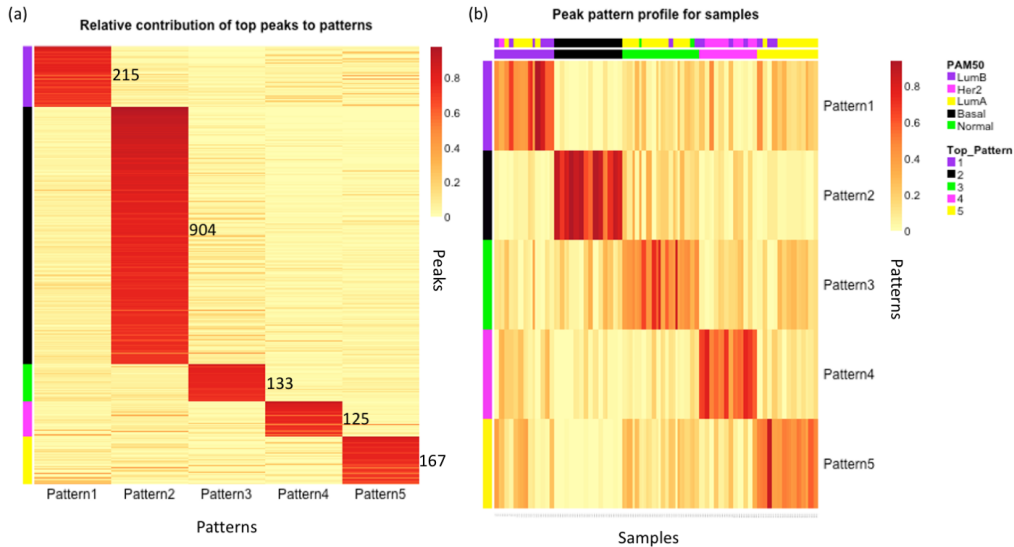 (a)
Relative contribution of top peaks to patterns
215
904
133
125
167
0.8
0.6
0.4
0.2
0
Peaks
Pattern1 Pattern2 Pattern3 Pattern4 Pattern5
Patterns
(b)
Peak pattern profile for samples
Pattern1
Pattern2
Pattern3
Pattern4
Pattern5
0.8
0.6
0.4
0.2
0
Patterns
PAM50
LumB
Her2
LumA
Basal
Normal
Top_Pattern
1
2
3
4
5
Samples